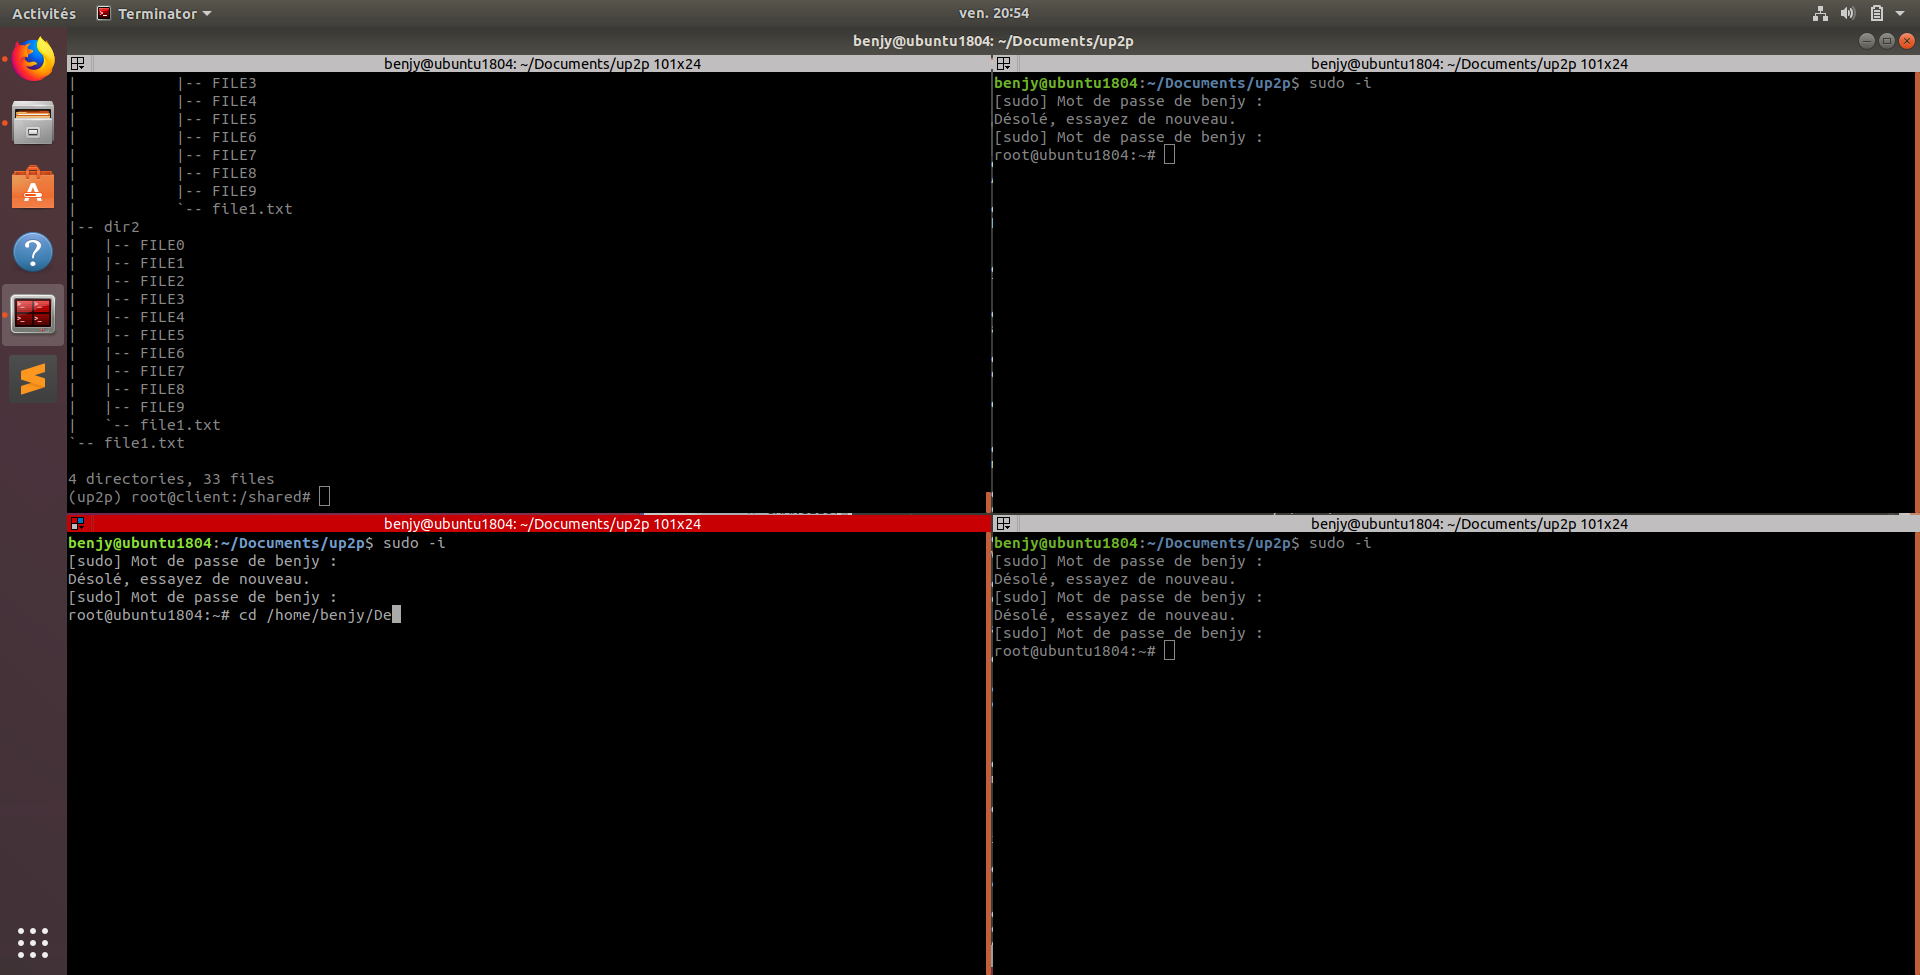 Activités Terminator ven. 20:54
benjy@ubuntu1804: ~/Documents/up2p
benjy@ubuntu1804: ~/Documents/up2p 101x24
|           |-- FILE3
|           |-- FILE4
|           |-- FILE5
|           |-- FILE6
|           |-- FILE7
|           |-- FILE8
|           |-- FILE9
|           `-- file1.txt
|-- dir2
|   |-- FILE0
|   |-- FILE1
|   |-- FILE2
|   |-- FILE3
|   |-- FILE4
|   |-- FILE5
|   |-- FILE6
|   |-- FILE7
|   |-- FILE8
|   |-- FILE9
|   `-- file1.txt
`-- file1.txt
4 directories, 33 files
(up2p) root@client:/shared#
benjy@ubuntu1804: ~/Documents/up2p 101x24
benjy@ubuntu1804:~/Documents/up2p$ sudo -i
[sudo] Mot de passe de benjy :
Désolé, essayez de nouveau.
[sudo] Mot de passe de benjy :
root@ubuntu1804:~#
benjy@ubuntu1804: ~/Documents/up2p 101x24
benjy@ubuntu1804:~/Documents/up2p$ sudo -i
[sudo] Mot de passe de benjy :
Désolé, essayez de nouveau.
[sudo] Mot de passe de benjy :
root@ubuntu1804:~# cd /home/benjy/De
benjy@ubuntu1804: ~/Documents/up2p 101x24
benjy@ubuntu1804:~/Documents/up2p$ sudo -i
[sudo] Mot de passe de benjy :
Désolé, essayez de nouveau.
[sudo] Mot de passe de benjy :
Désolé, essayez de nouveau.
[sudo] Mot de passe de benjy :
root@ubuntu1804:~#